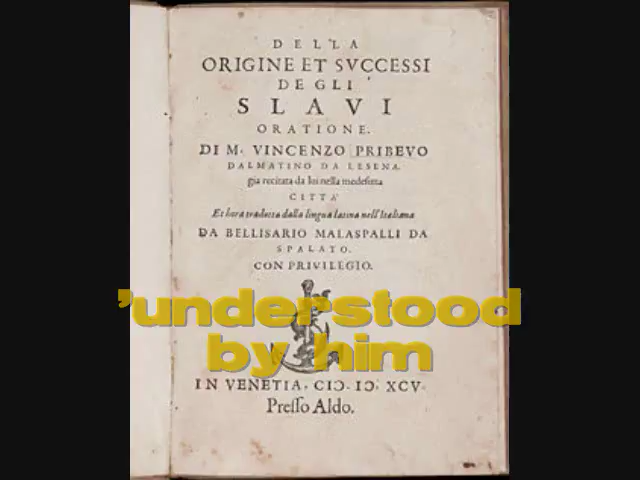 DELLA
ORIGINE ET SVCCESSI
DEGLI
SLAVI
ORATIONE.
DI M. VINCENZO PRIBEVO
DALMATINO DA LESENA.
gia recitata da lui nella medesima
CITTA'
Et hora tradotta dalla lingua latina nell'Italiana
DA BELLISARIO MALASPALLI DA
SPALATO.
CON PRIVILEGIO.
'understood
by him
IN VENETIA, CIƆ. IƆ. XCV.
Presso Aldo.